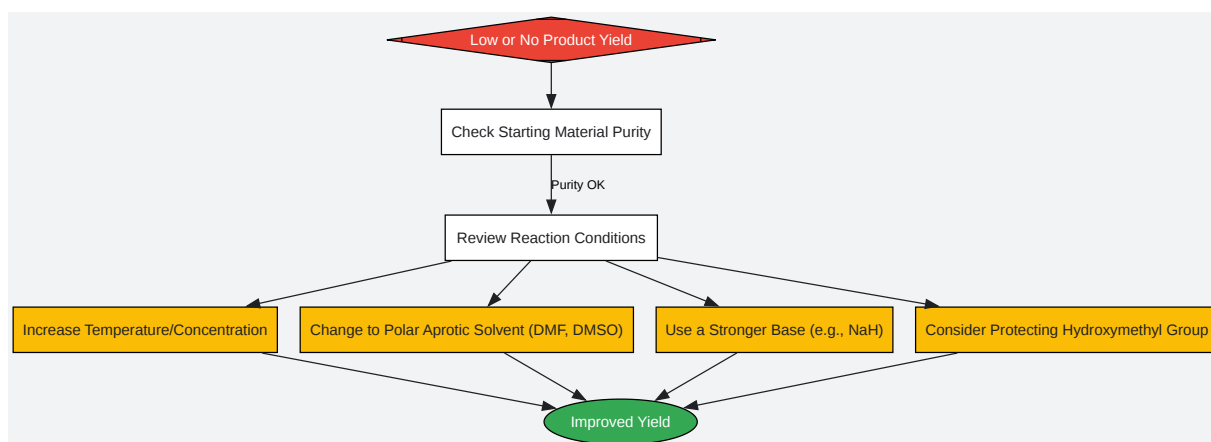 Low or No Product Yield
Check Starting Material Purity
Purity OK
Review Reaction Conditions
Increase Temperature/Concentration
Change to Polar Aprotic Solvent (DMF, DMSO)
Use a Stronger Base (e.g., NaH)
Consider Protecting Hydroxymethyl Group
Improved Yield